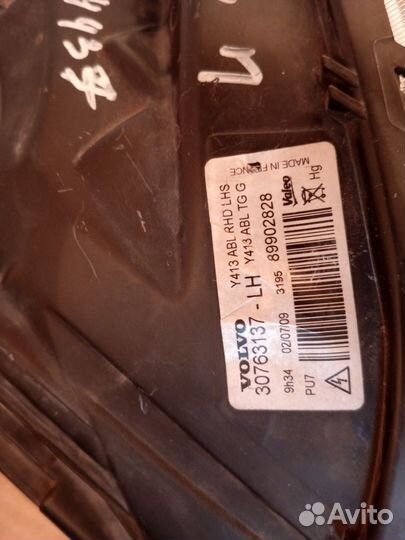 4437
VOLVO
Y413 ABL RHD LHS
MADE IN FRANCE
30763137 - LH
Y413 ABL TG G
Valeo
9h34 02/07/09 3195 89902828
Hg
PU7
Avito